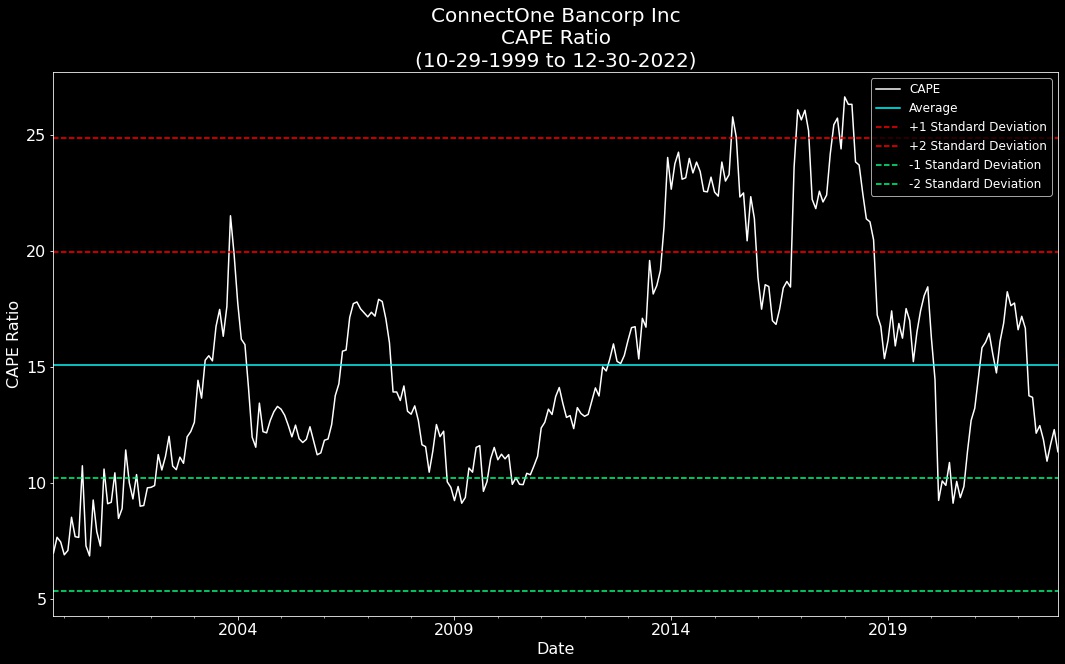 ConnectOne Bancorp Inc
CAPE Ratio
(10-29-1999 to 12-30-2022)
CAPE
Average
+1 Standard Deviation
+2 Standard Deviation
-1 Standard Deviation
-2 Standard Deviation
CAPE Ratio
25
20
15
10
5
2004
2009
2014
2019
Date